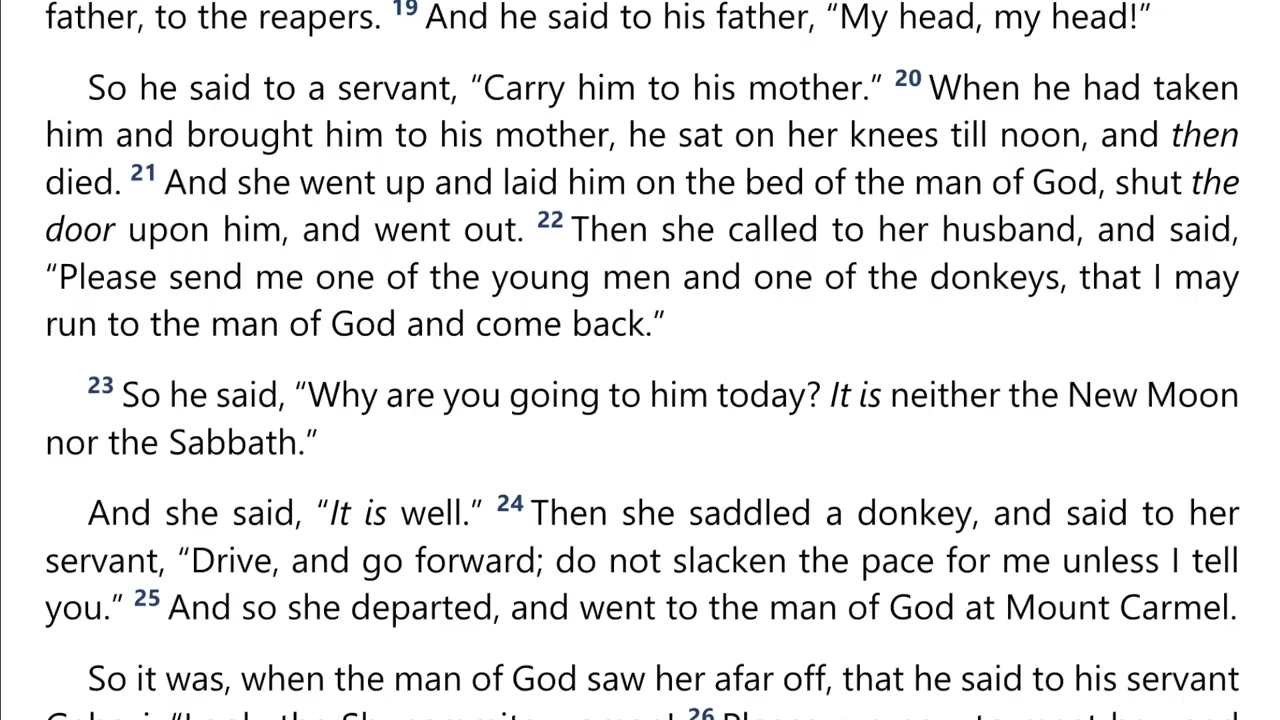 father, to the reapers. 19 And he said to his father, “My head, my head!”
So he said to a servant, “Carry him to his mother.” 20 When he had taken
him and brought him to his mother, he sat on her knees till noon, and then
died. 21 And she went up and laid him on the bed of the man of God, shut the
door upon him, and went out. 22 Then she called to her husband, and said,
“Please send me one of the young men and one of the donkeys, that I may
run to the man of God and come back.”
23 So he said, “Why are you going to him today? It is neither the New Moon
nor the Sabbath.”
And she said, “It is well.” 24 Then she saddled a donkey, and said to her
servant, “Drive, and go forward; do not slacken the pace for me unless I tell
you.” 25 And so she departed, and went to the man of God at Mount Carmel.
So it was, when the man of God saw her afar off, that he said to his servant
26